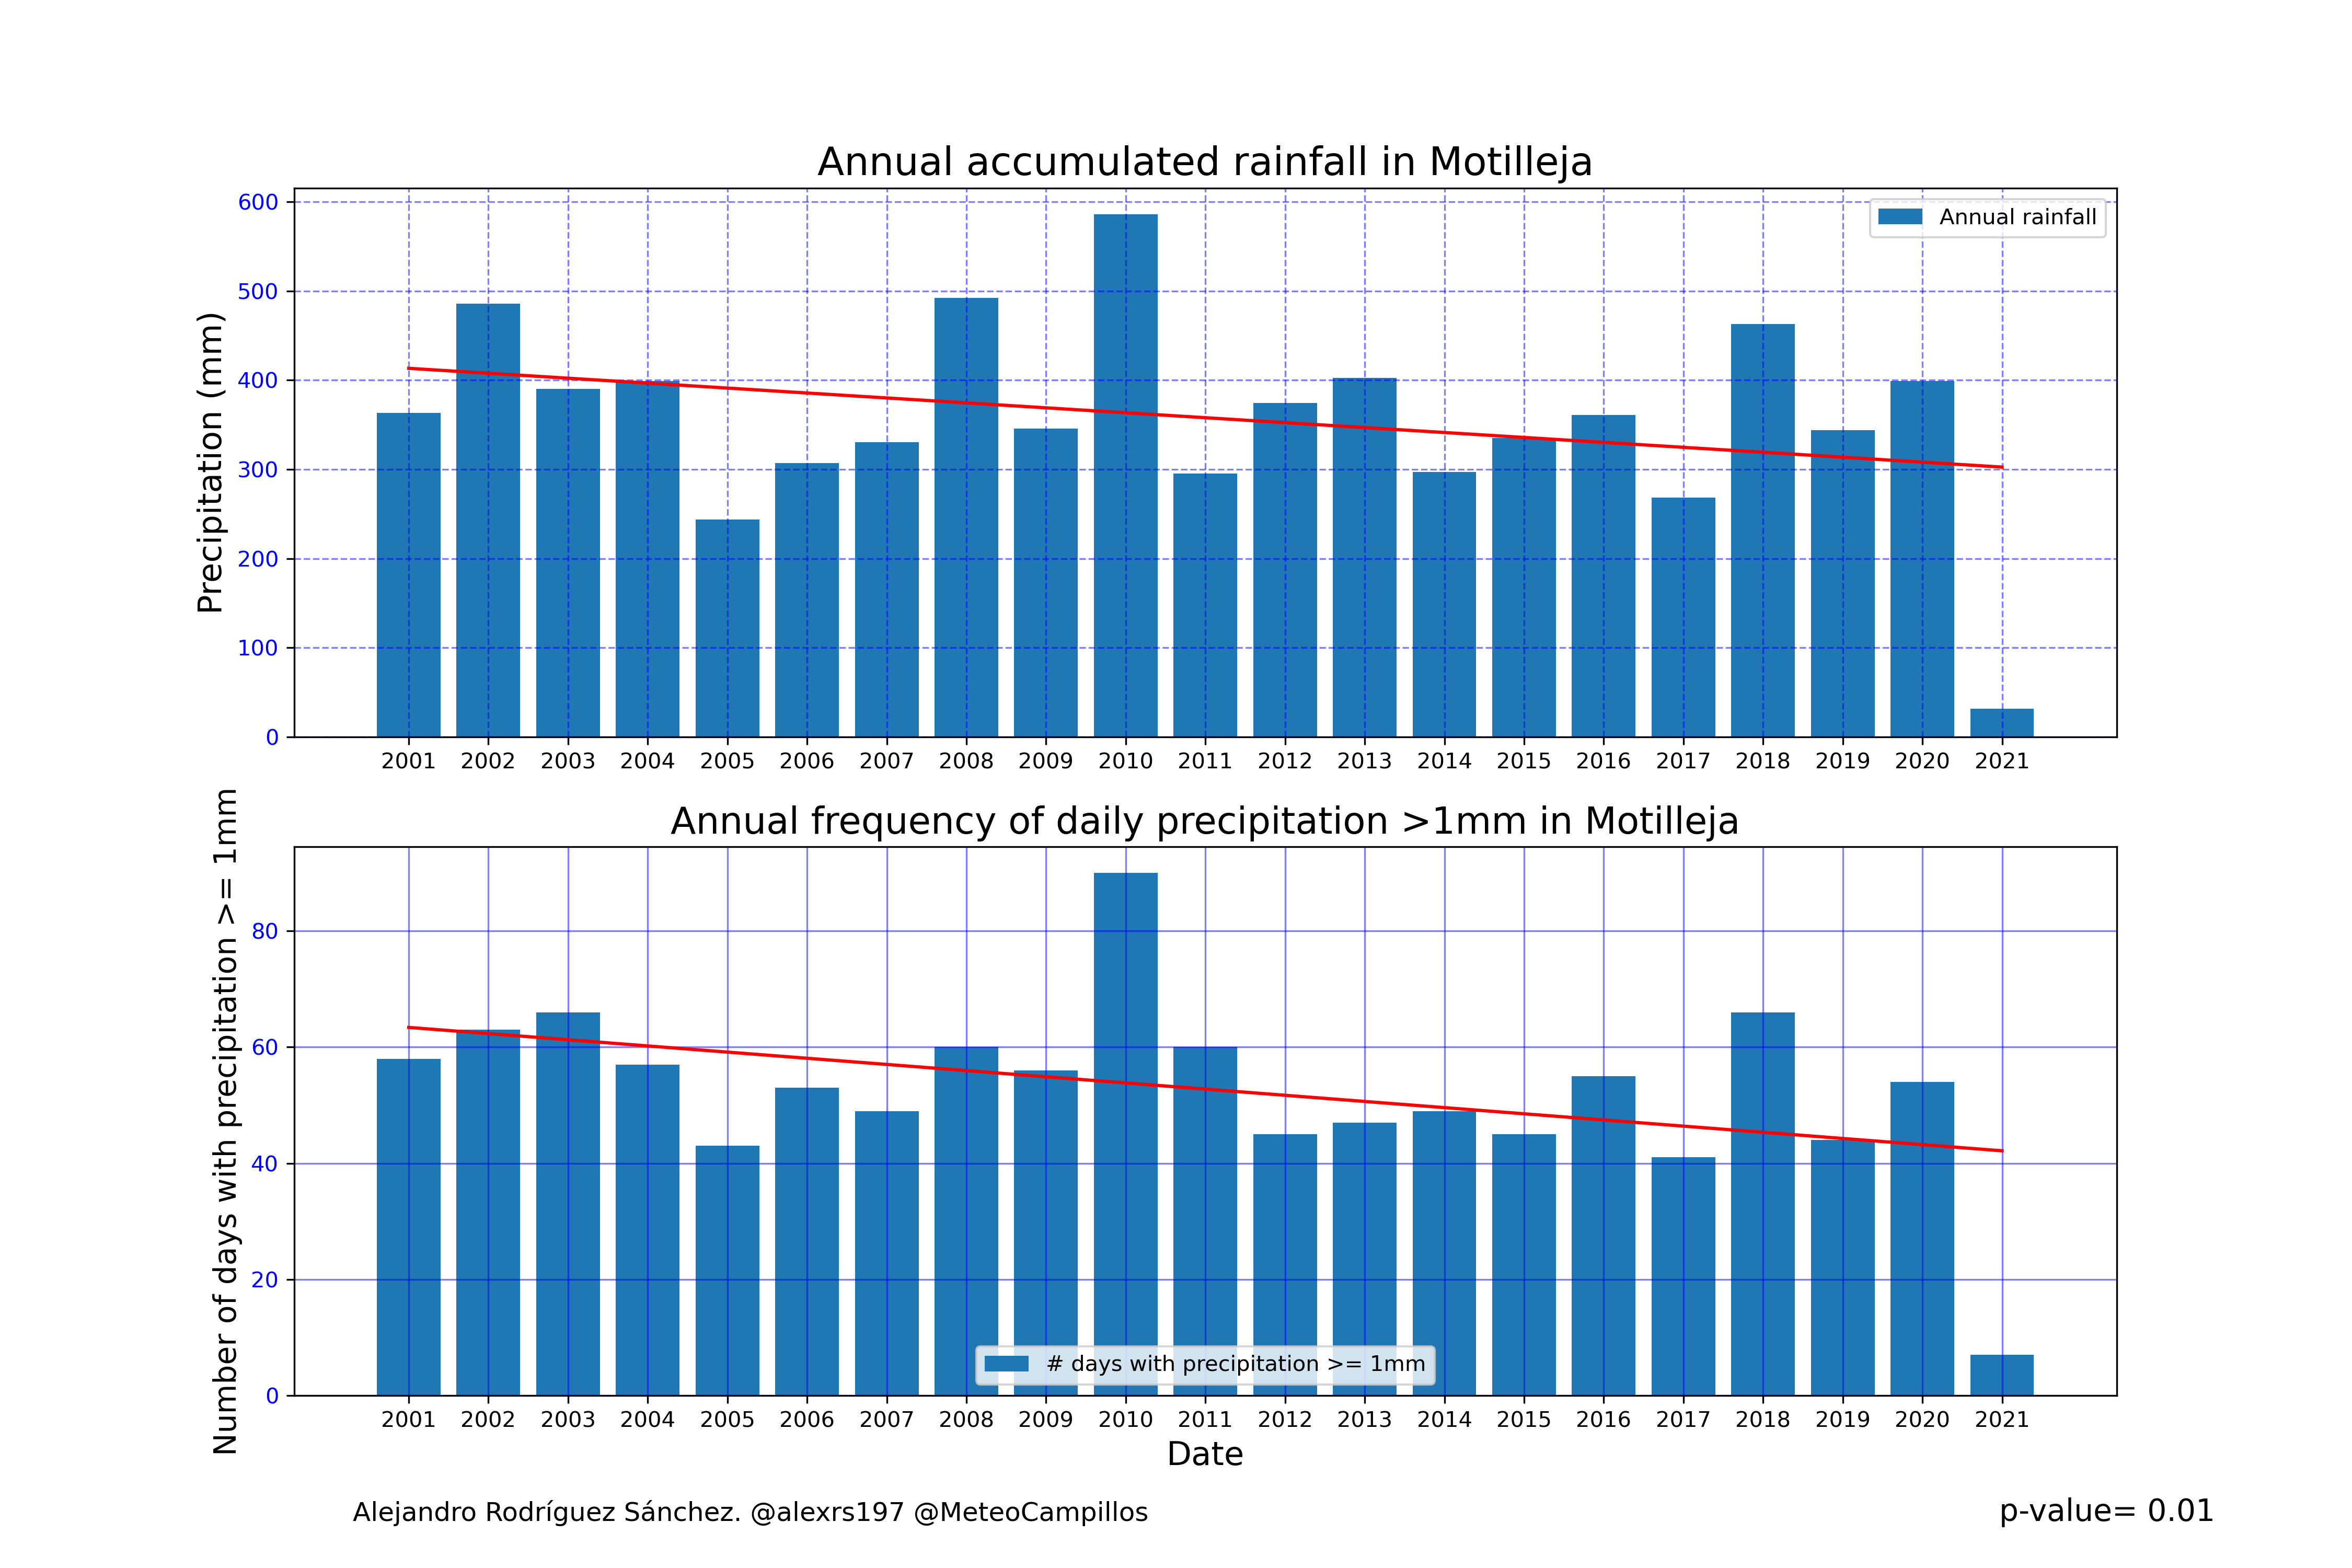 Annual accumulated rainfall in Motilleja
Precipitation (mm)
600
500
400
300
200
100
0
Annual rainfall
2001 2002 2003 2004 2005 2006 2007 2008 2009 2010 2011 2012 2013 2014 2015 2016 2017 2018 2019 2020 2021
Annual frequency of daily precipitation >1mm in Motilleja
Number of days with precipitation >= 1mm
80
60
40
20
0
# days with precipitation >= 1mm
2001 2002 2003 2004 2005 2006 2007 2008 2009 2010 2011 2012 2013 2014 2015 2016 2017 2018 2019 2020 2021
Date
Alejandro Rodríguez Sánchez. @alexrs197 @MeteoCampillos
p-value= 0.01